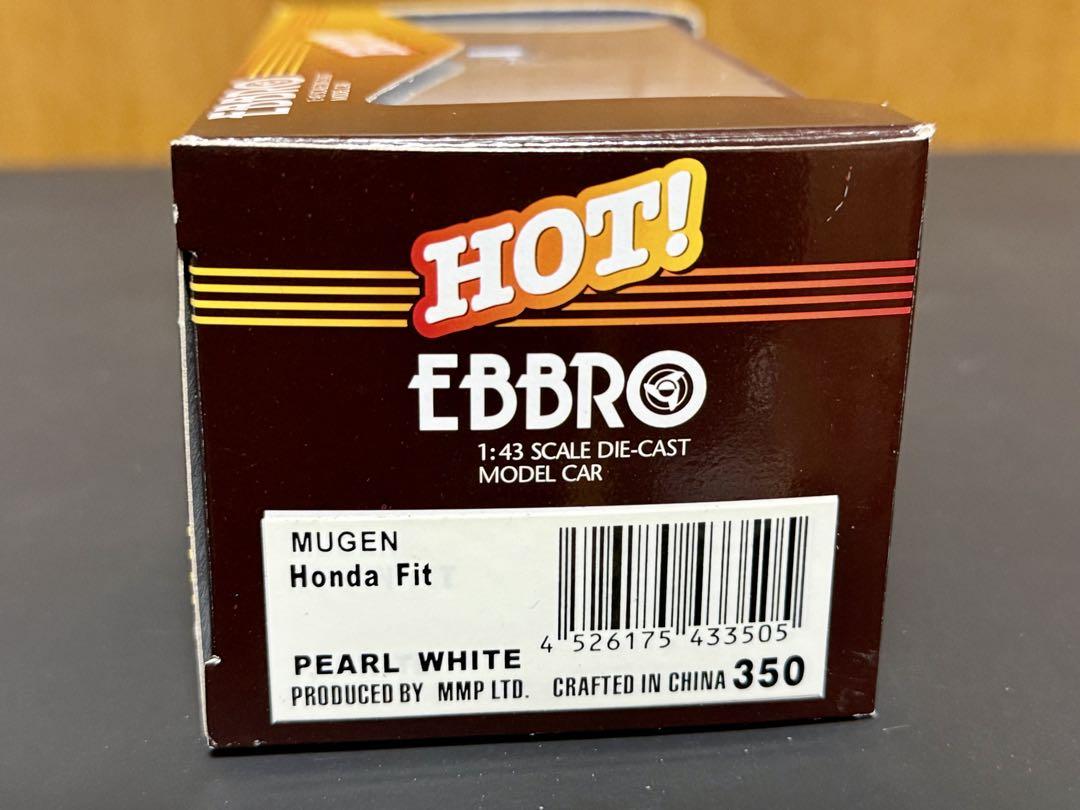 EBBRO
HOT!
EBBRO
1:43 SCALE DIE-CAST
MODEL CAR
MUGEN
Honda Fit
4 526175 433505
PEARL WHITE
PRODUCED BY MMP LTD. CRAFTED IN CHINA 350